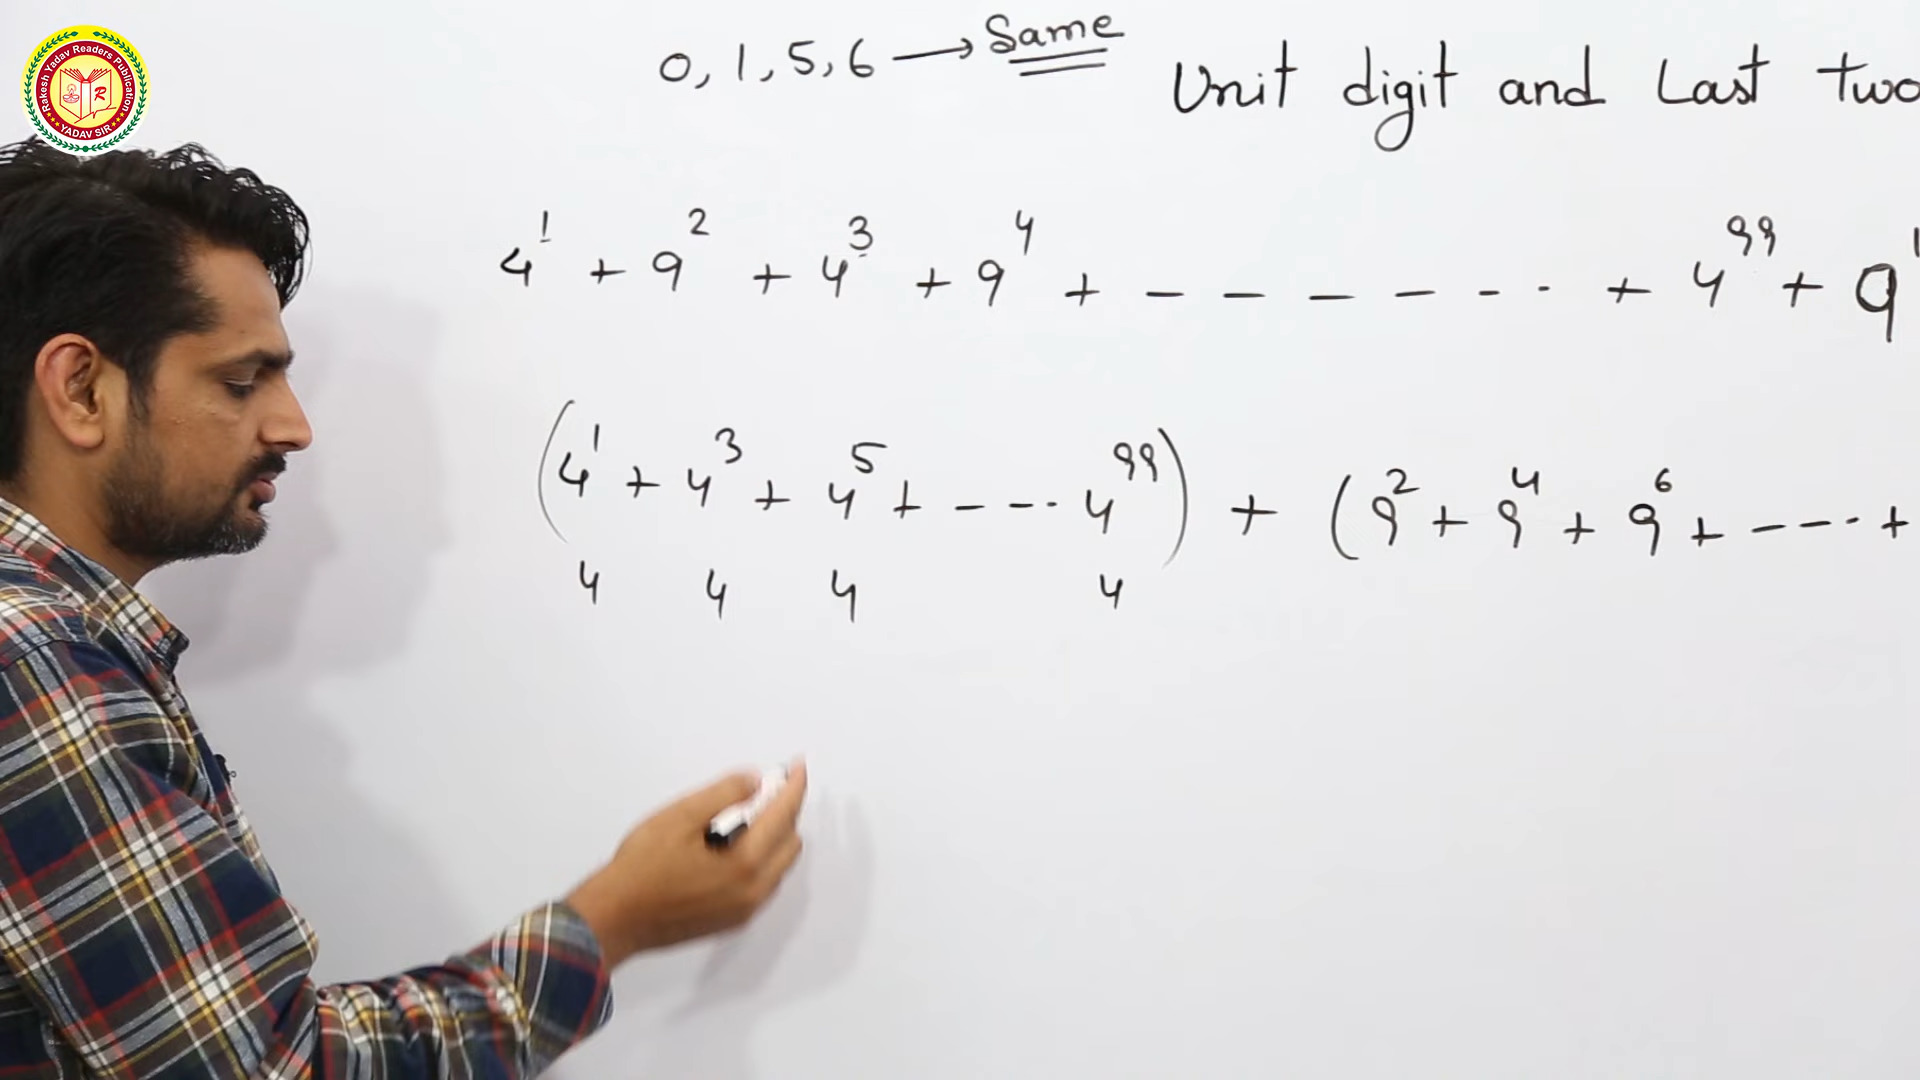 Rakesh Yadav Readers Publication
R
YADAV SIR
0, 1, 5, 6 → Same
Unit digit and Last two
4¹ + 9² + 4³ + 9⁴ + - - - - - - + 4⁹⁹ + 9¹
(4¹ + 4³ + 4⁵ + - - - - 4⁹⁹) + (9² + 9⁴ + 9⁶ + - - - - +
4 4 4 4